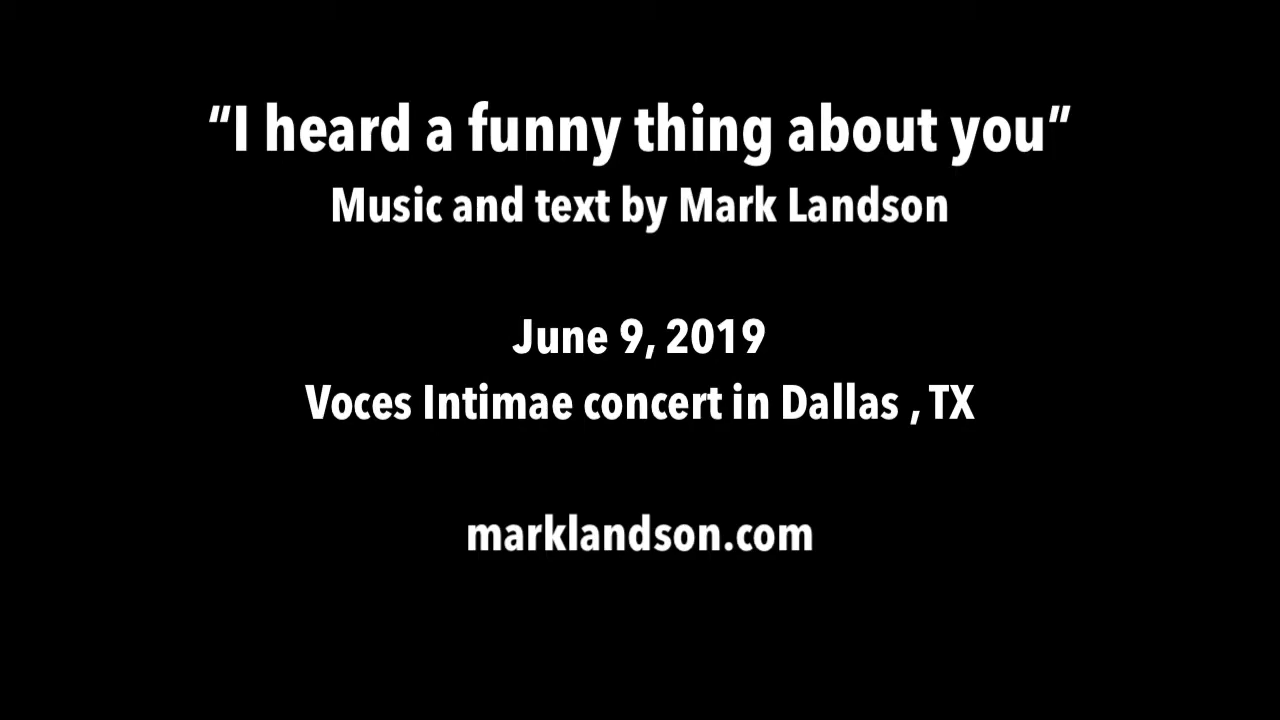 “I heard a funny thing about you”
Music and text by Mark Landson
June 9, 2019
Voces Intimae concert in Dallas , TX
marklandson.com